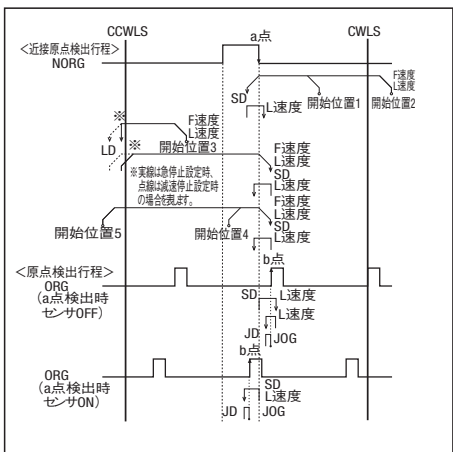 CCWLS
CWLS
a点
<近接原点検出行程>
NORG
F速度
L速度
SD
L速度
開始位置1
開始位置2
※
F速度
L速度
LD
※
開始位置3
F速度
L速度
SD
L速度
※実線は急停止設定時、
点線は減速停止設定時
の場合を表します。
F速度
L速度
SD
L速度
開始位置5
開始位置4
b点
<原点検出行程>
ORG
(a点検出時
センサOFF)
SD
L速度
L速度
JD
JOG
b点
ORG
(a点検出時
センサON)
SD
L速度
JD
JOG